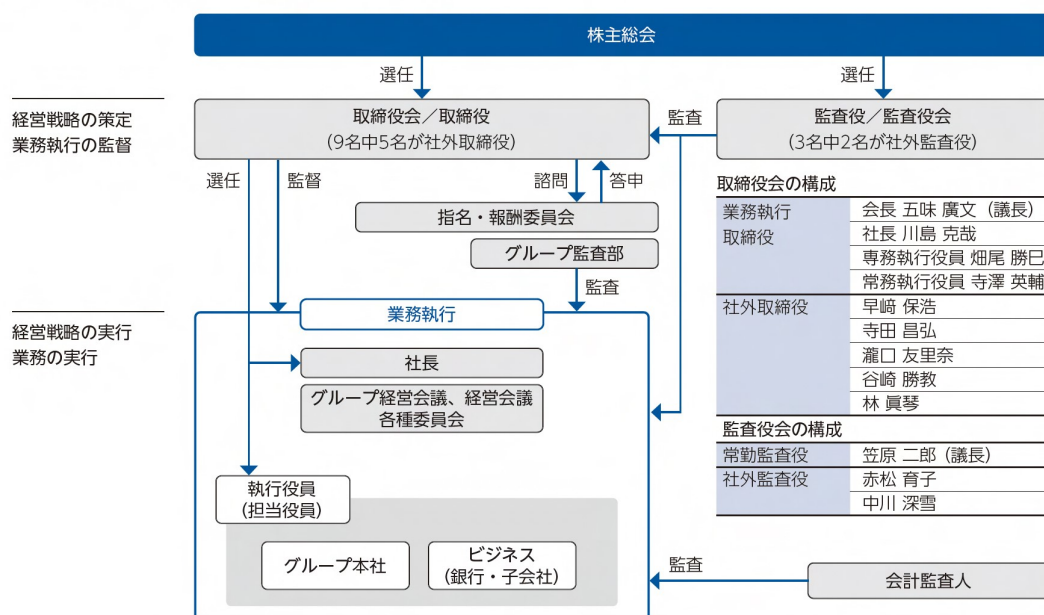 株主総会
選任
選任
経営戦略の策定
業務執行の監督
取締役会／取締役
(9名中5名が社外取締役)
監査
監査役／監査役会
(3名中2名が社外監査役)
選任
監督
諮問
答申
指名・報酬委員会
グループ監査部
監査
取締役会の構成
業務執行
取締役
会長 五味 廣文（議長）
社長 川島 克哉
専務執行役員 畑尾 勝巳
常務執行役員 寺澤 英輔
社外取締役
早﨑 保浩
寺田 昌弘
瀧口 友里奈
谷崎 勝教
林 眞琴
監査役会の構成
常勤監査役
笠原 二郎（議長）
社外監査役
赤松 育子
中川 深雪
経営戦略の実行
業務の実行
業務執行
社長
グループ経営会議、経営会議
各種委員会
執行役員
(担当役員)
グループ本社
ビジネス
(銀行・子会社)
監査
会計監査人